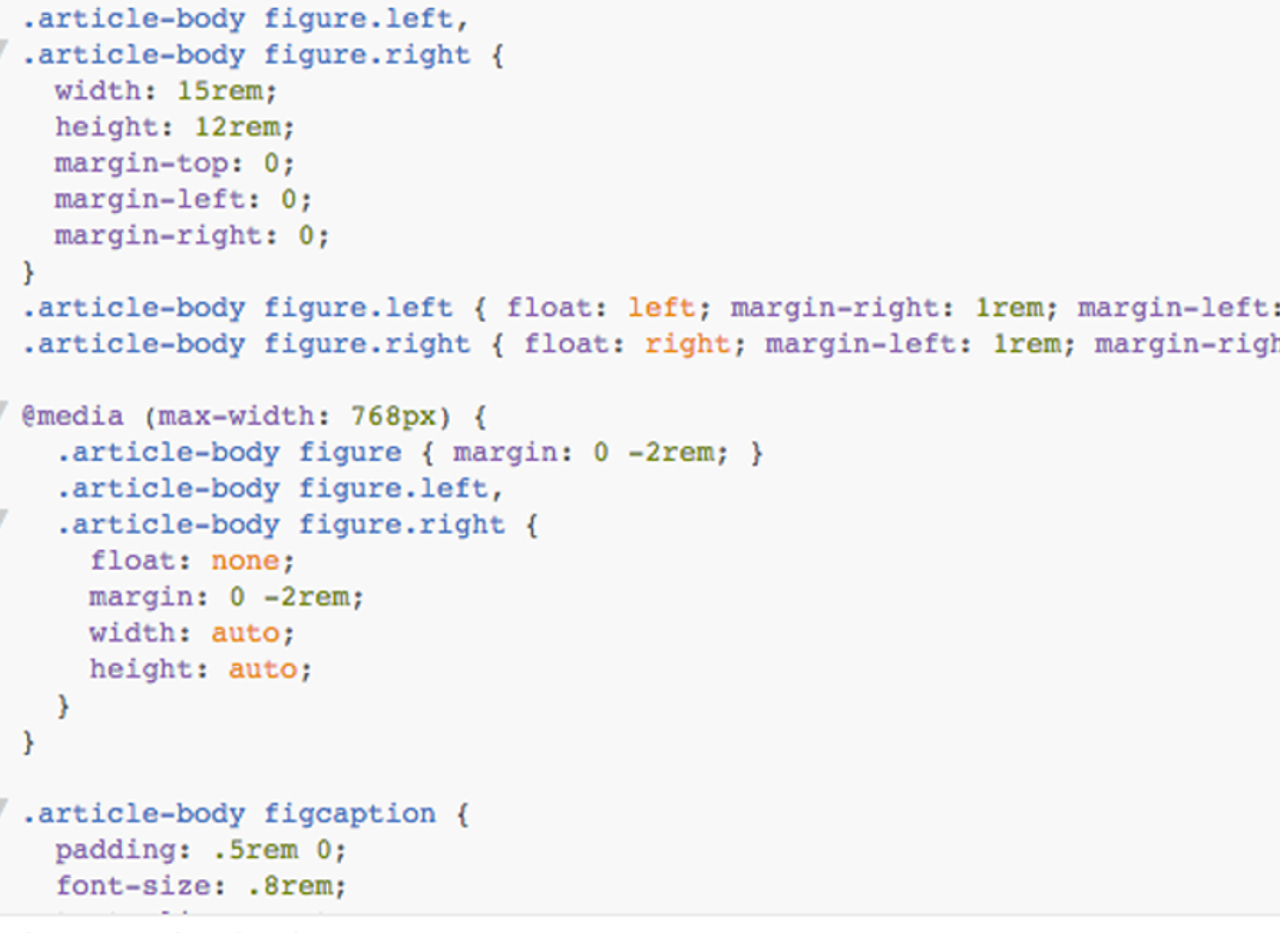 .article-body figure.left,
.article-body figure.right {
  width: 15rem;
  height: 12rem;
  margin-top: 0;
  margin-left: 0;
  margin-right: 0;
}
.article-body figure.left { float: left; margin-right: 1rem; margin-left:
.article-body figure.right { float: right; margin-left: 1rem; margin-righ
@media (max-width: 768px) {
  .article-body figure { margin: 0 -2rem; }
  .article-body figure.left,
  .article-body figure.right {
    float: none;
    margin: 0 -2rem;
    width: auto;
    height: auto;
  }
}
.article-body figcaption {
  padding: .5rem 0;
  font-size: .8rem;